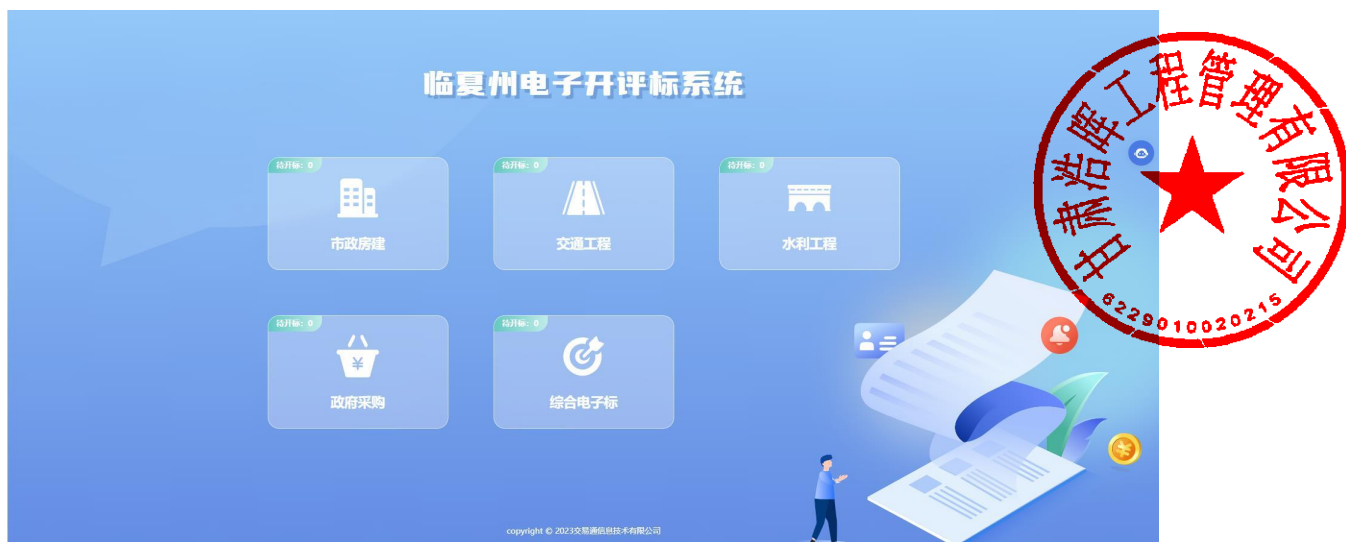 临夏州电子开评标系统
待开标：0
市政房建
待开标：0
交通工程
待开标：0
水利工程
待开标：0
政府采购
待开标：0
综合电子标
copyright © 2023交易通信息技术有限公司
甘肃浩辉工程管理有限公司
6229010020215